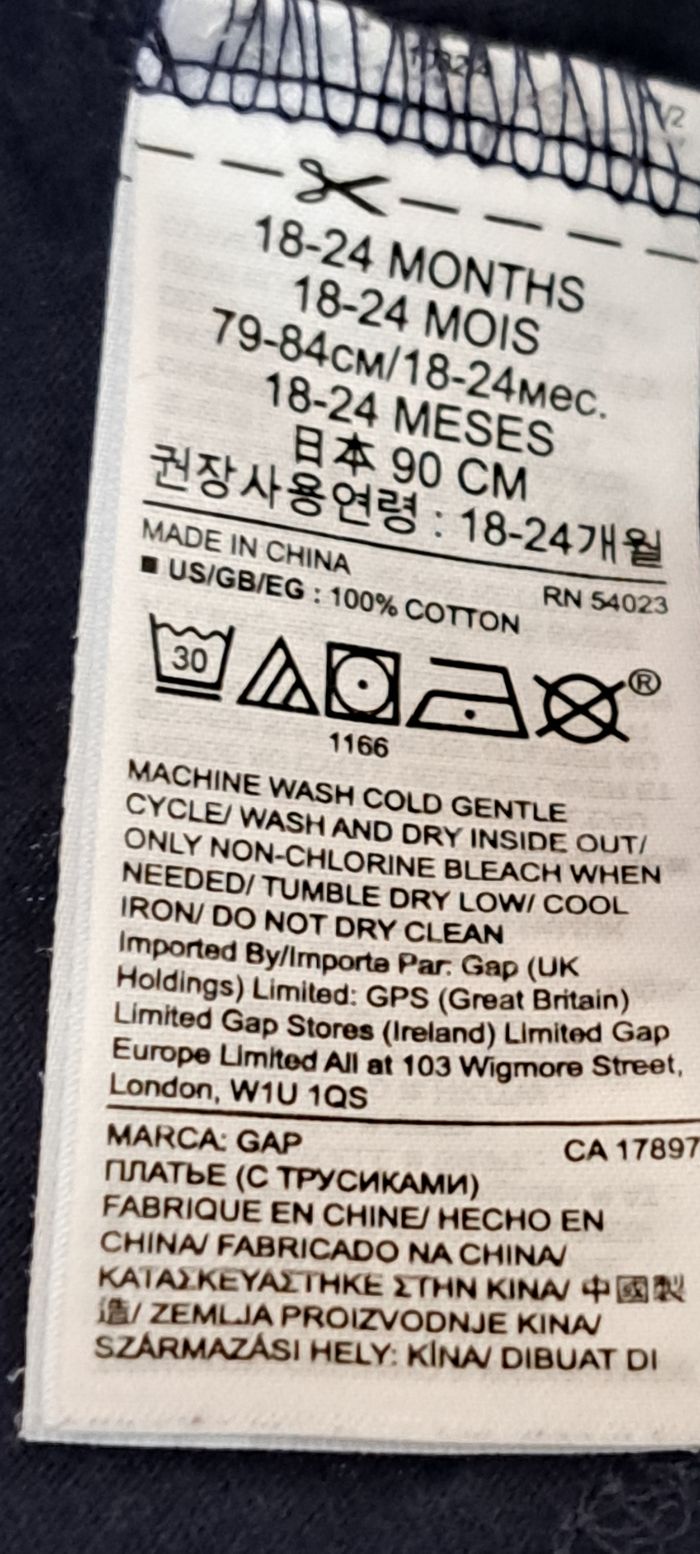 18-24 MONTHS
18-24 MOIS
79-84см/18-24мес.
18-24 MESES
日本 90 CM
권장사용연령 : 18-24개월
MADE IN CHINA
RN 54023
■ US/GB/EG : 100% COTTON
30
®
1166
MACHINE WASH COLD GENTLE
CYCLE/ WASH AND DRY INSIDE OUT/
ONLY NON-CHLORINE BLEACH WHEN
NEEDED/ TUMBLE DRY LOW/ COOL
IRON/ DO NOT DRY CLEAN
Imported By/Importe Par: Gap (UK
Holdings) Limited: GPS (Great Britain)
Limited Gap Stores (Ireland) Limited Gap
Europe Limited All at 103 Wigmore Street,
London, W1U 1QS
MARCA: GAP
CA 17897
ПЛАТЬЕ (С ТРУСИКАМИ)
FABRIQUE EN CHINE/ HECHO EN
CHINA/ FABRICADO NA CHINA/
ΚΑΤΑΣΚΕΥΑΣΤΗΚΕ ΣΤΗΝ ΚΙΝΑ/ 中國製
造/ ZEMLJA PROIZVODNJE KINA/
SZÁRMAZÁSI HELY: KÍNA/ DIBUAT DI